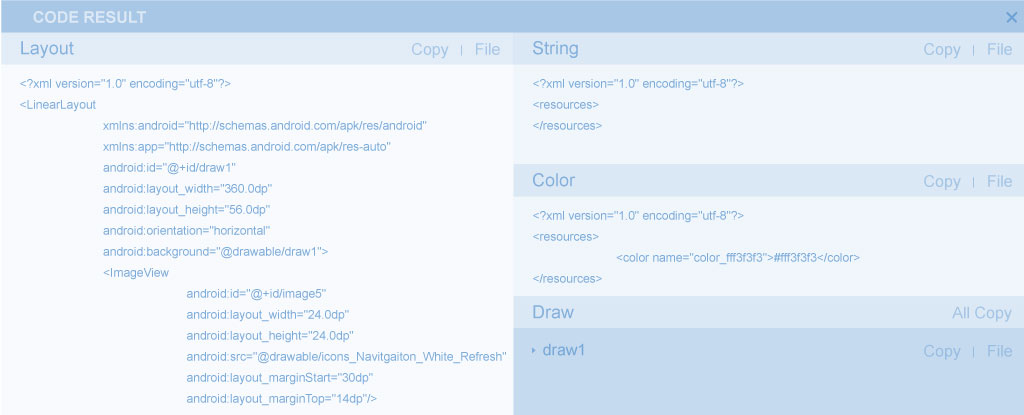 CODE RESULT ×
Layout Copy | File
<?xml version="1.0" encoding="utf-8"?>
<LinearLayout
xmlns:android="http://schemas.android.com/apk/res/android"
xmlns:app="http://schemas.android.com/apk/res-auto"
android:id="@+id/draw1"
android:layout_width="360.0dp"
android:layout_height="56.0dp"
android:orientation="horizontal"
android:background="@drawable/draw1">
<ImageView
android:id="@+id/image5"
android:layout_width="24.0dp"
android:layout_height="24.0dp"
android:src="@drawable/icons_Navitgaiton_White_Refresh"
android:layout_marginStart="30dp"
android:layout_marginTop="14dp"/>
String Copy | File
<?xml version="1.0" encoding="utf-8"?>
<resources>
</resources>
Color Copy | File
<?xml version="1.0" encoding="utf-8"?>
<resources>
<color name="color_fff3f3f3">#fff3f3f3</color>
</resources>
Draw All Copy
draw1 Copy | File